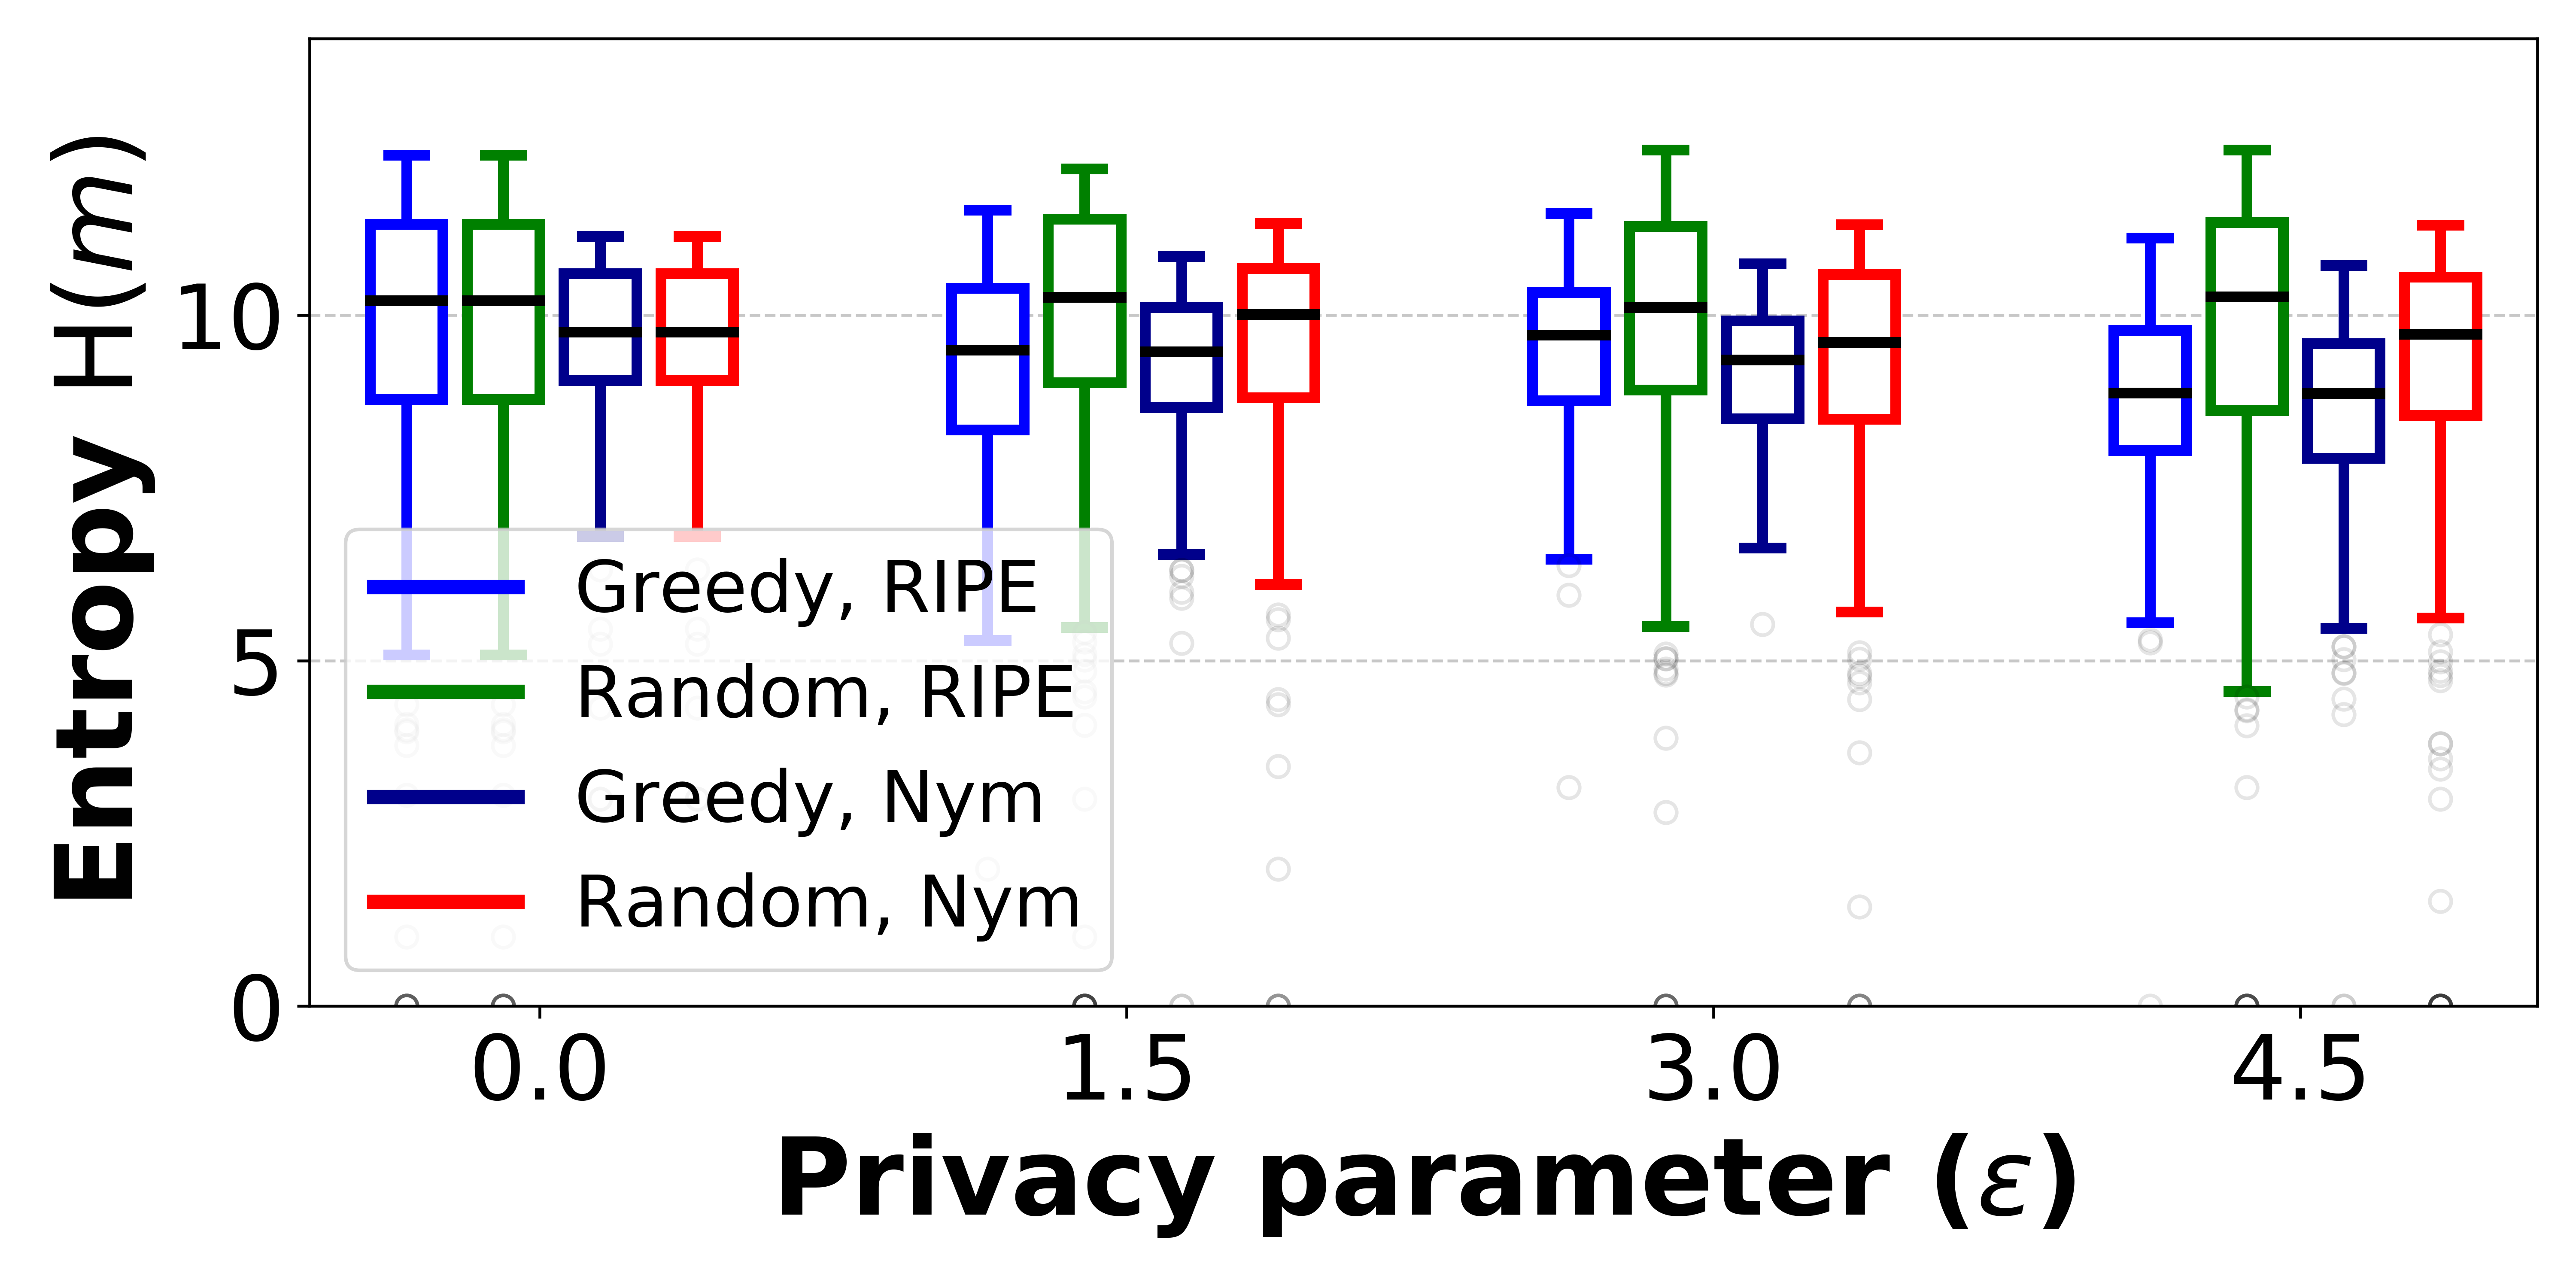 Entropy H(m)
10
5
0
Greedy, RIPE
Random, RIPE
Greedy, Nym
Random, Nym
0.0 1.5 3.0 4.5
Privacy parameter (ε)